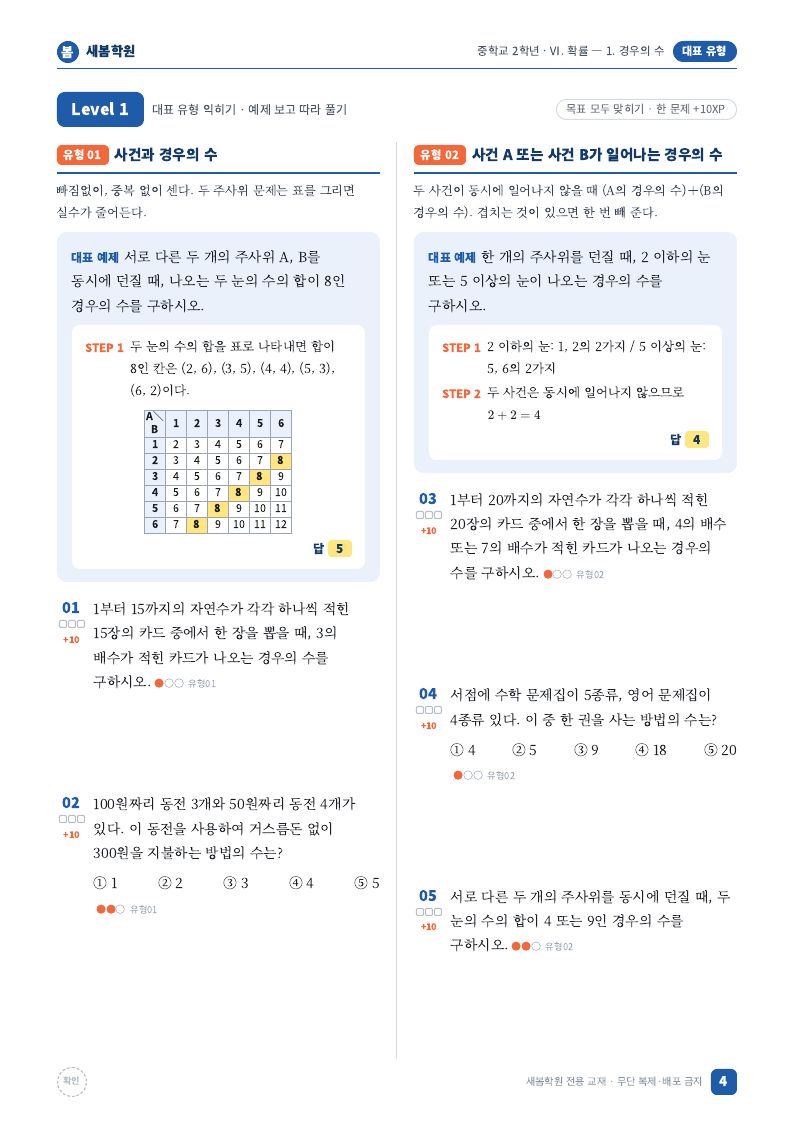 봄 새봄학원
중학교 2학년 · Ⅵ. 확률 — 1. 경우의 수 대표 유형
Level 1 대표 유형 익히기 · 예제 보고 따라 풀기
목표 모두 맞히기 · 한 문제 +10XP
유형 01 사건과 경우의 수
빠짐없이, 중복 없이 센다. 두 주사위 문제는 표를 그리면
실수가 줄어든다.
대표 예제 서로 다른 두 개의 주사위 A, B를
동시에 던질 때, 나오는 두 눈의 수의 합이 8인
경우의 수를 구하시오.
STEP 1 두 눈의 수의 합을 표로 나타내면 합이
8인 칸은 (2, 6), (3, 5), (4, 4), (5, 3),
(6, 2)이다.
A B 1 2 3 4 5 6
1 2 3 4 5 6 7
2 3 4 5 6 7 8
3 4 5 6 7 8 9
4 5 6 7 8 9 10
5 6 7 8 9 10 11
6 7 8 9 10 11 12
답 5
01 1부터 15까지의 자연수가 각각 하나씩 적힌
15장의 카드 중에서 한 장을 뽑을 때, 3의
+10
배수가 적힌 카드가 나오는 경우의 수를
구하시오. 유형01
02 100원짜리 동전 3개와 50원짜리 동전 4개가
있다. 이 동전을 사용하여 거스름돈 없이
+10
300원을 지불하는 방법의 수는?
① 1 ② 2 ③ 3 ④ 4 ⑤ 5
유형01
유형 02 사건 A 또는 사건 B가 일어나는 경우의 수
두 사건이 동시에 일어나지 않을 때 (A의 경우의 수)+(B의
경우의 수). 겹치는 것이 있으면 한 번 빼 준다.
대표 예제 한 개의 주사위를 던질 때, 2 이하의 눈
또는 5 이상의 눈이 나오는 경우의 수를
구하시오.
STEP 1 2 이하의 눈: 1, 2의 2가지 / 5 이상의 눈:
5, 6의 2가지
STEP 2 두 사건은 동시에 일어나지 않으므로
2 + 2 = 4
답 4
03 1부터 20까지의 자연수가 각각 하나씩 적힌
20장의 카드 중에서 한 장을 뽑을 때, 4의 배수
+10
또는 7의 배수가 적힌 카드가 나오는 경우의
수를 구하시오. 유형02
04 서점에 수학 문제집이 5종류, 영어 문제집이
4종류 있다. 이 중 한 권을 사는 방법의 수는?
+10
① 4 ② 5 ③ 9 ④ 18 ⑤ 20
유형02
05 서로 다른 두 개의 주사위를 동시에 던질 때, 두
눈의 수의 합이 4 또는 9인 경우의 수를
+10
구하시오. 유형02
확인
새봄학원 전용 교재 · 무단 복제·배포 금지 4